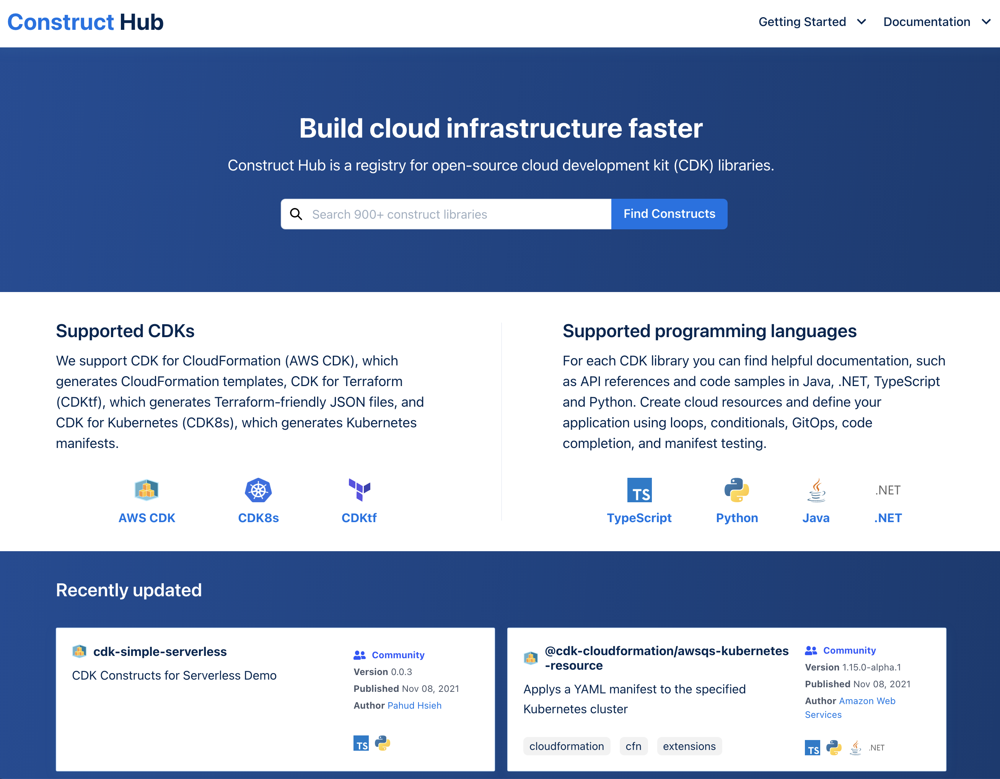 Construct Hub
Getting Started
Documentation
Build cloud infrastructure faster
Construct Hub is a registry for open-source cloud development kit (CDK) libraries.
Search 900+ construct libraries
Find Constructs
Supported CDKs
We support CDK for CloudFormation (AWS CDK), which
generates CloudFormation templates, CDK for Terraform
(CDKtf), which generates Terraform-friendly JSON files, and
CDK for Kubernetes (CDK8s), which generates Kubernetes
manifests.
AWS CDK
CDK8s
CDKtf
Supported programming languages
For each CDK library you can find helpful documentation, such
as API references and code samples in Java, .NET, TypeScript
and Python. Create cloud resources and define your
application using loops, conditionals, GitOps, code
completion, and manifest testing.
TS
.NET
TypeScript
Python
Java
.NET
Recently updated
cdk-simple-serverless
CDK Constructs for Serverless Demo
Community
Version 0.0.3
Published Nov 08, 2021
Author Pahud Hsieh
TS
@cdk-cloudformation/awsqs-kubernetes
-resource
Applys a YAML manifest to the specified
Kubernetes cluster
cloudformation
cfn
extensions
Community
Version 1.15.0-alpha.1
Published Nov 08, 2021
Author Amazon Web
Services
TS
.NET